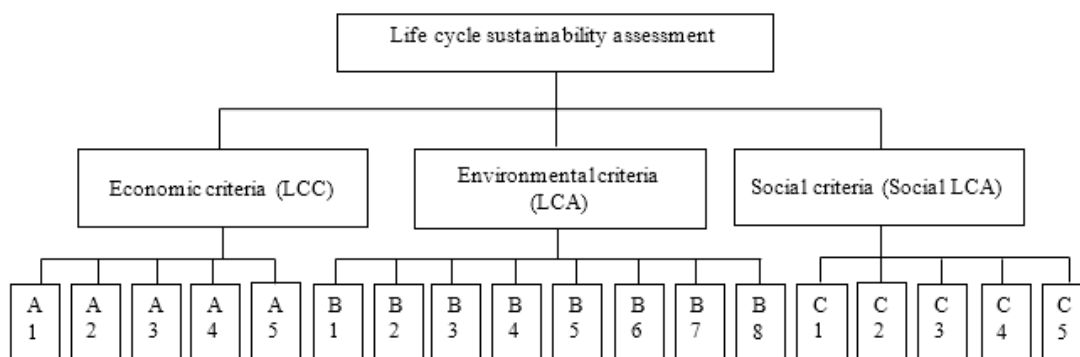 Life cycle sustainability assessment
Economic criteria (LCC)
Environmental criteria
(LCA)
Social criteria (Social LCA)
A
1
A
2
A
3
A
4
A
5
B
1
B
2
B
3
B
4
B
5
B
6
B
7
B
8
C
1
C
2
C
3
C
4
C
5